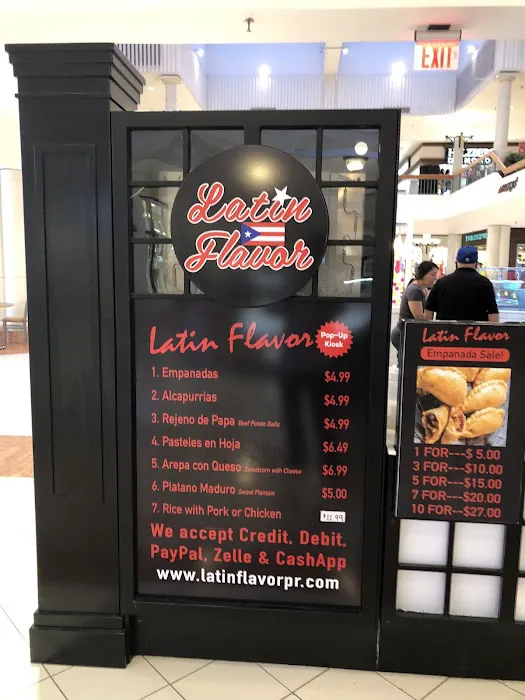 EXIT
Latin
Flavor
Latin Flavor
Pop-Up
Kiosk
1. Empanadas $4.99
2. Alcapurrias $4.99
3. Rejeno de Papa Beef Potato Balls $4.99
4. Pasteles en Hoja $6.49
5. Arepa con Queso Sweetcorn with Cheese $6.99
6. Platano Maduro Sweet Plantain $5.00
7. Rice with Pork or Chicken $11.99
We accept Credit, Debit,
PayPal, Zelle & CashApp
www.latinflavorpr.com
Latin Flavor
Empanada Sale!
1 FOR---$ 5.00
3 FOR---$10.00
5 FOR---$15.00
7 FOR---$20.00
10 FOR---$27.00